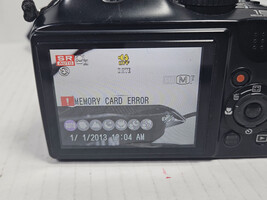 SR
AUTO
M
! MEMORY CARD ERROR
1/ 1/2013 12:04 AM